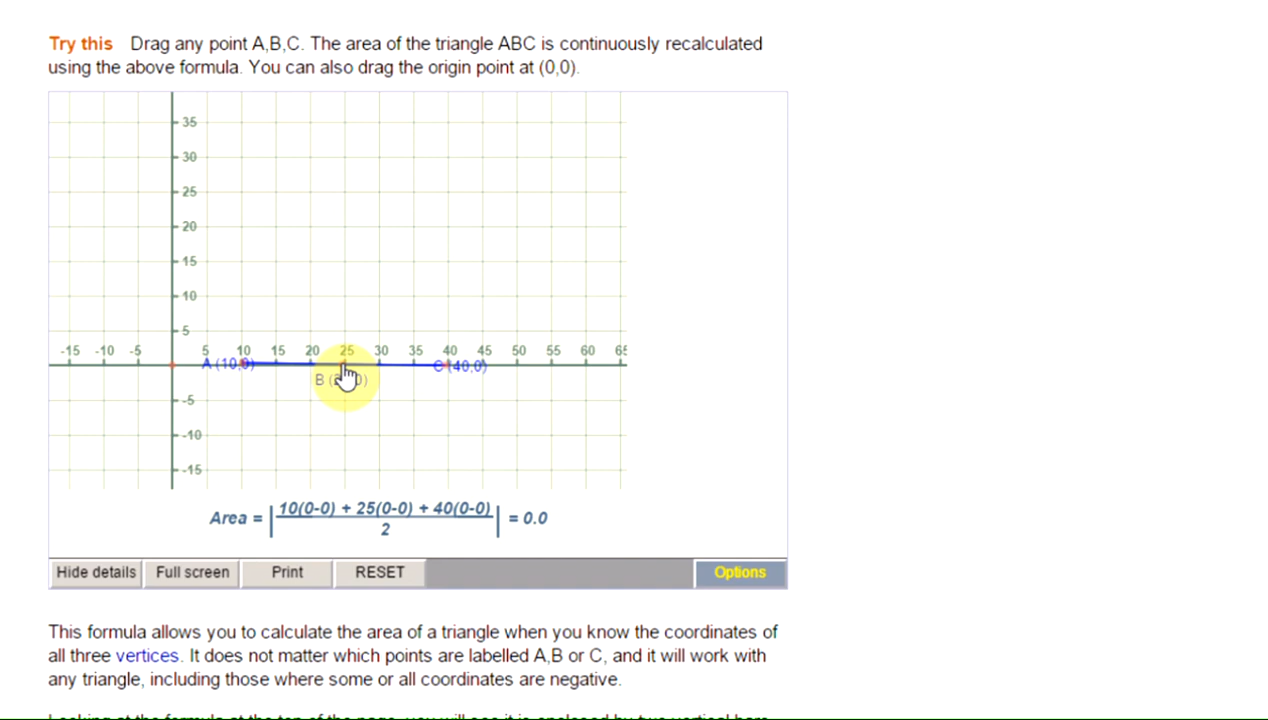 Try this Drag any point A,B,C. The area of the triangle ABC is continuously recalculated
using the above formula. You can also drag the origin point at (0,0).
35
30
25
20
15
10
5
-15 -10 -5 5 10 15 20 25 30 35 40 45 50 55 60 65
A (10,0) C (40,0)
B
-5
-10
-15
Area = | 10(0-0) + 25(0-0) + 40(0-0) | = 0.0
2
Hide details Full screen Print RESET Options
This formula allows you to calculate the area of a triangle when you know the coordinates of
all three vertices. It does not matter which points are labelled A,B or C, and it will work with
any triangle, including those where some or all coordinates are negative.